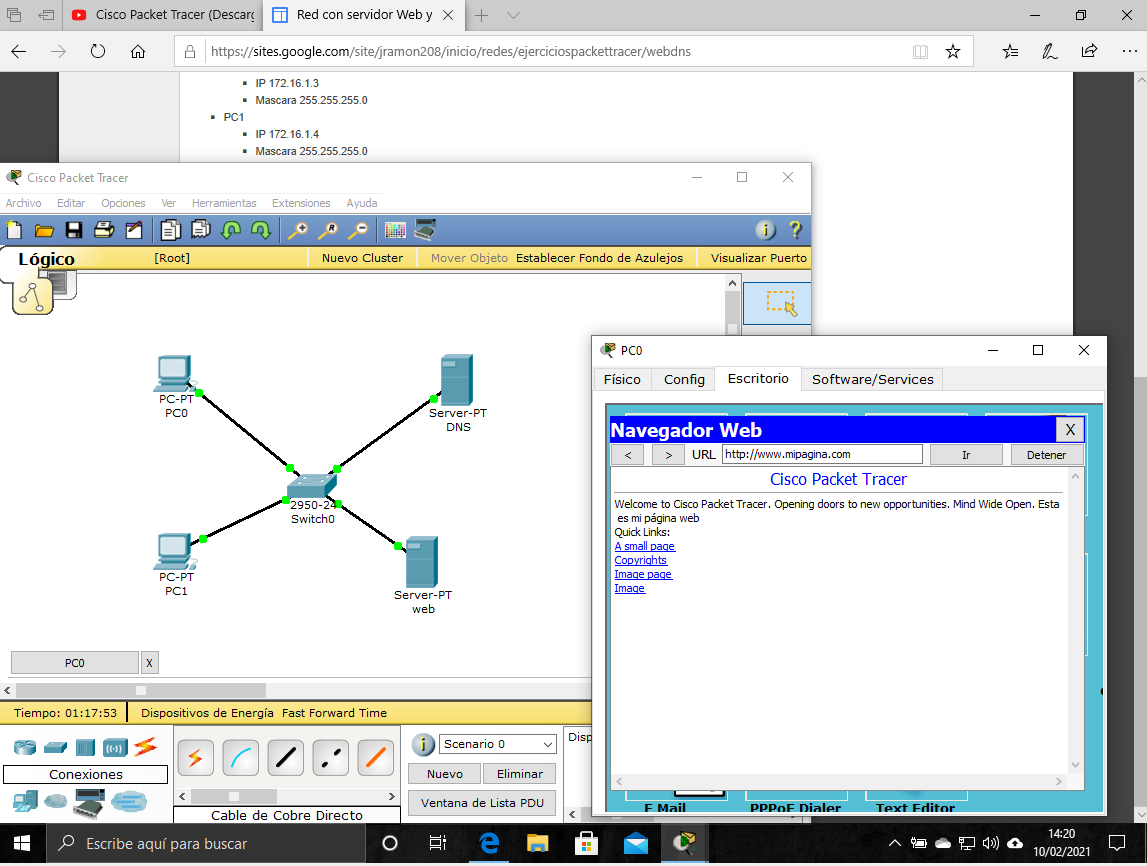 Cisco Packet Tracer (Descarg
Red con servidor Web y
https://sites.google.com/site/jramon208/inicio/redes/ejerciciospackettracer/webdns
IP 172.16.1.3
Mascara 255.255.255.0
PC1
IP 172.16.1.4
Mascara 255.255.255.0
Cisco Packet Tracer
Archivo Editar Opciones Ver Herramientas Extensiones Ayuda
Lógico [Root] Nuevo Cluster Mover Objeto Establecer Fondo de Azulejos Visualizar Puerto
PC-PT
PC0
Server-PT
DNS
2950-24
Switch0
PC-PT
PC1
Server-PT
web
PC0 X
Tiempo: 01:17:53 Dispositivos de Energía Fast Forward Time
Conexiones
Cable de Cobre Directo
Scenario 0
Nuevo Eliminar
Ventana de Lista PDU
Disp
PC0
Físico Config Escritorio Software/Services
Navegador Web X
< > URL http://www.mipagina.com Ir Detener
Cisco Packet Tracer
Welcome to Cisco Packet Tracer. Opening doors to new opportunities. Mind Wide Open. Esta
es mi página web
Quick Links:
A small page
Copyrights
Image page
Image
E Mail PPPoE Dialer Text Editor
Escribe aquí para buscar
14:20
10/02/2021